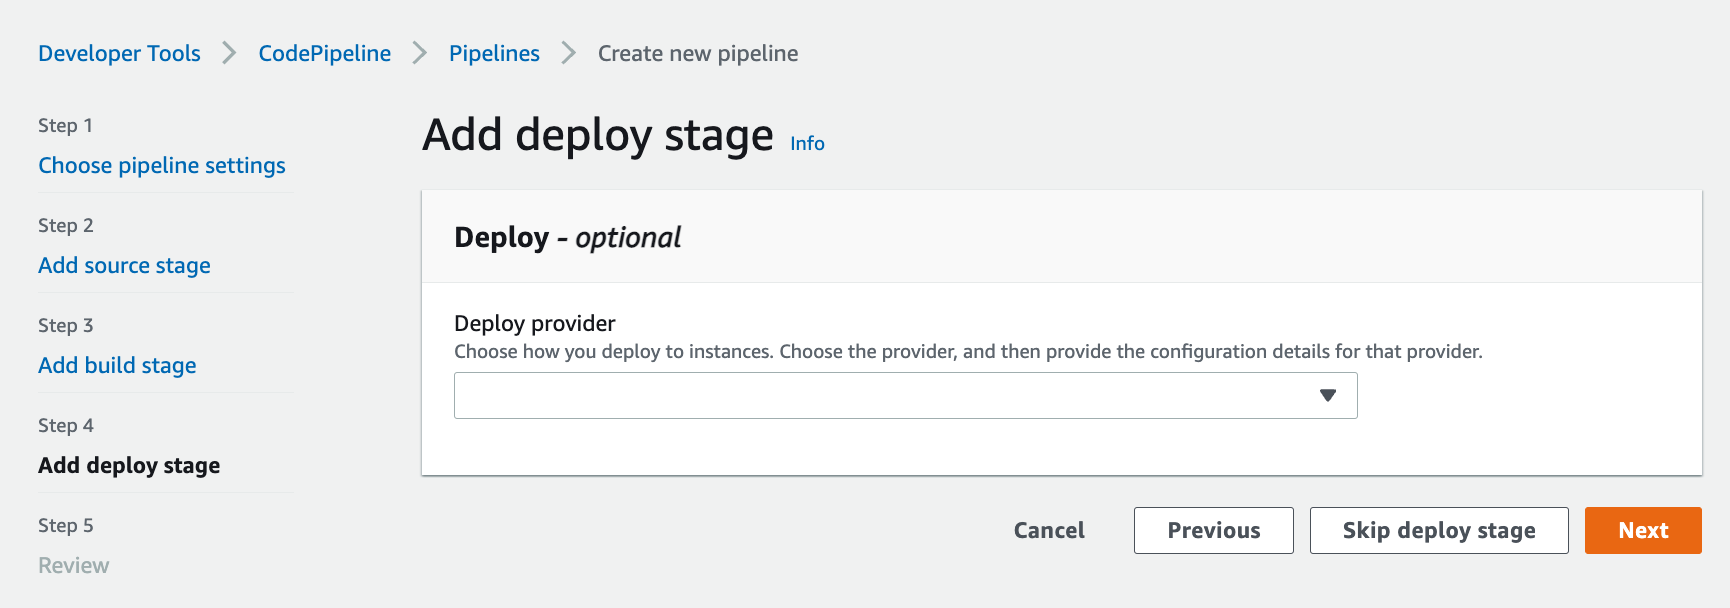 Developer Tools > CodePipeline > Pipelines > Create new pipeline
Step 1
Choose pipeline settings
Step 2
Add source stage
Step 3
Add build stage
Step 4
Add deploy stage
Step 5
Review
Add deploy stage Info
Deploy - optional
Deploy provider
Choose how you deploy to instances. Choose the provider, and then provide the configuration details for that provider.
Cancel Previous Skip deploy stage Next